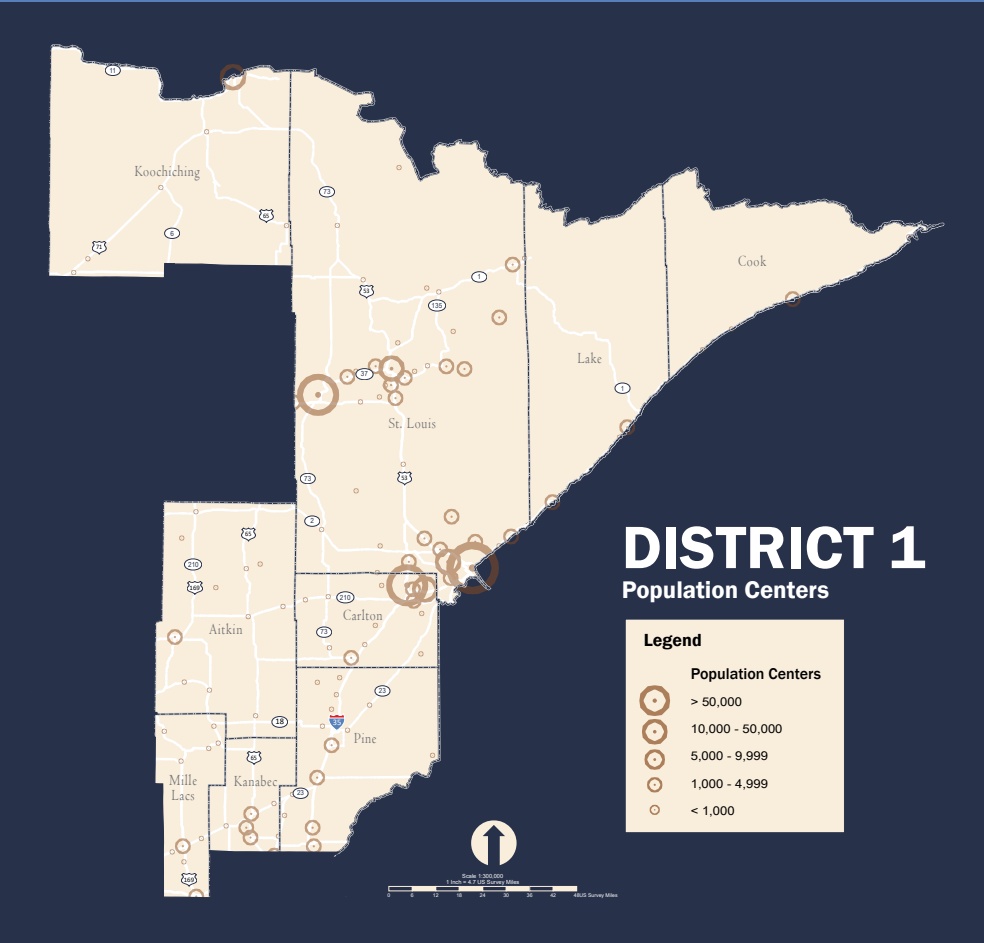 11
Koochiching
73
65
6
71
Cook
1
53
135
Lake
37
1
St. Louis
73
53
2
65
DISTRICT 1
210
169
Population Centers
210
Carlton
Aitkin
73
Legend
Population Centers
23
> 50,000
18
35
10,000 - 50,000
Pine
65
5,000 - 9,999
Mille
Lacs
Kanabec
1,000 - 4,999
23
< 1,000
169
Scale 1:300,000
1 Inch = 4.7 US Survey Miles
0 6 12 18 24 30 36 42 48US Survey Miles